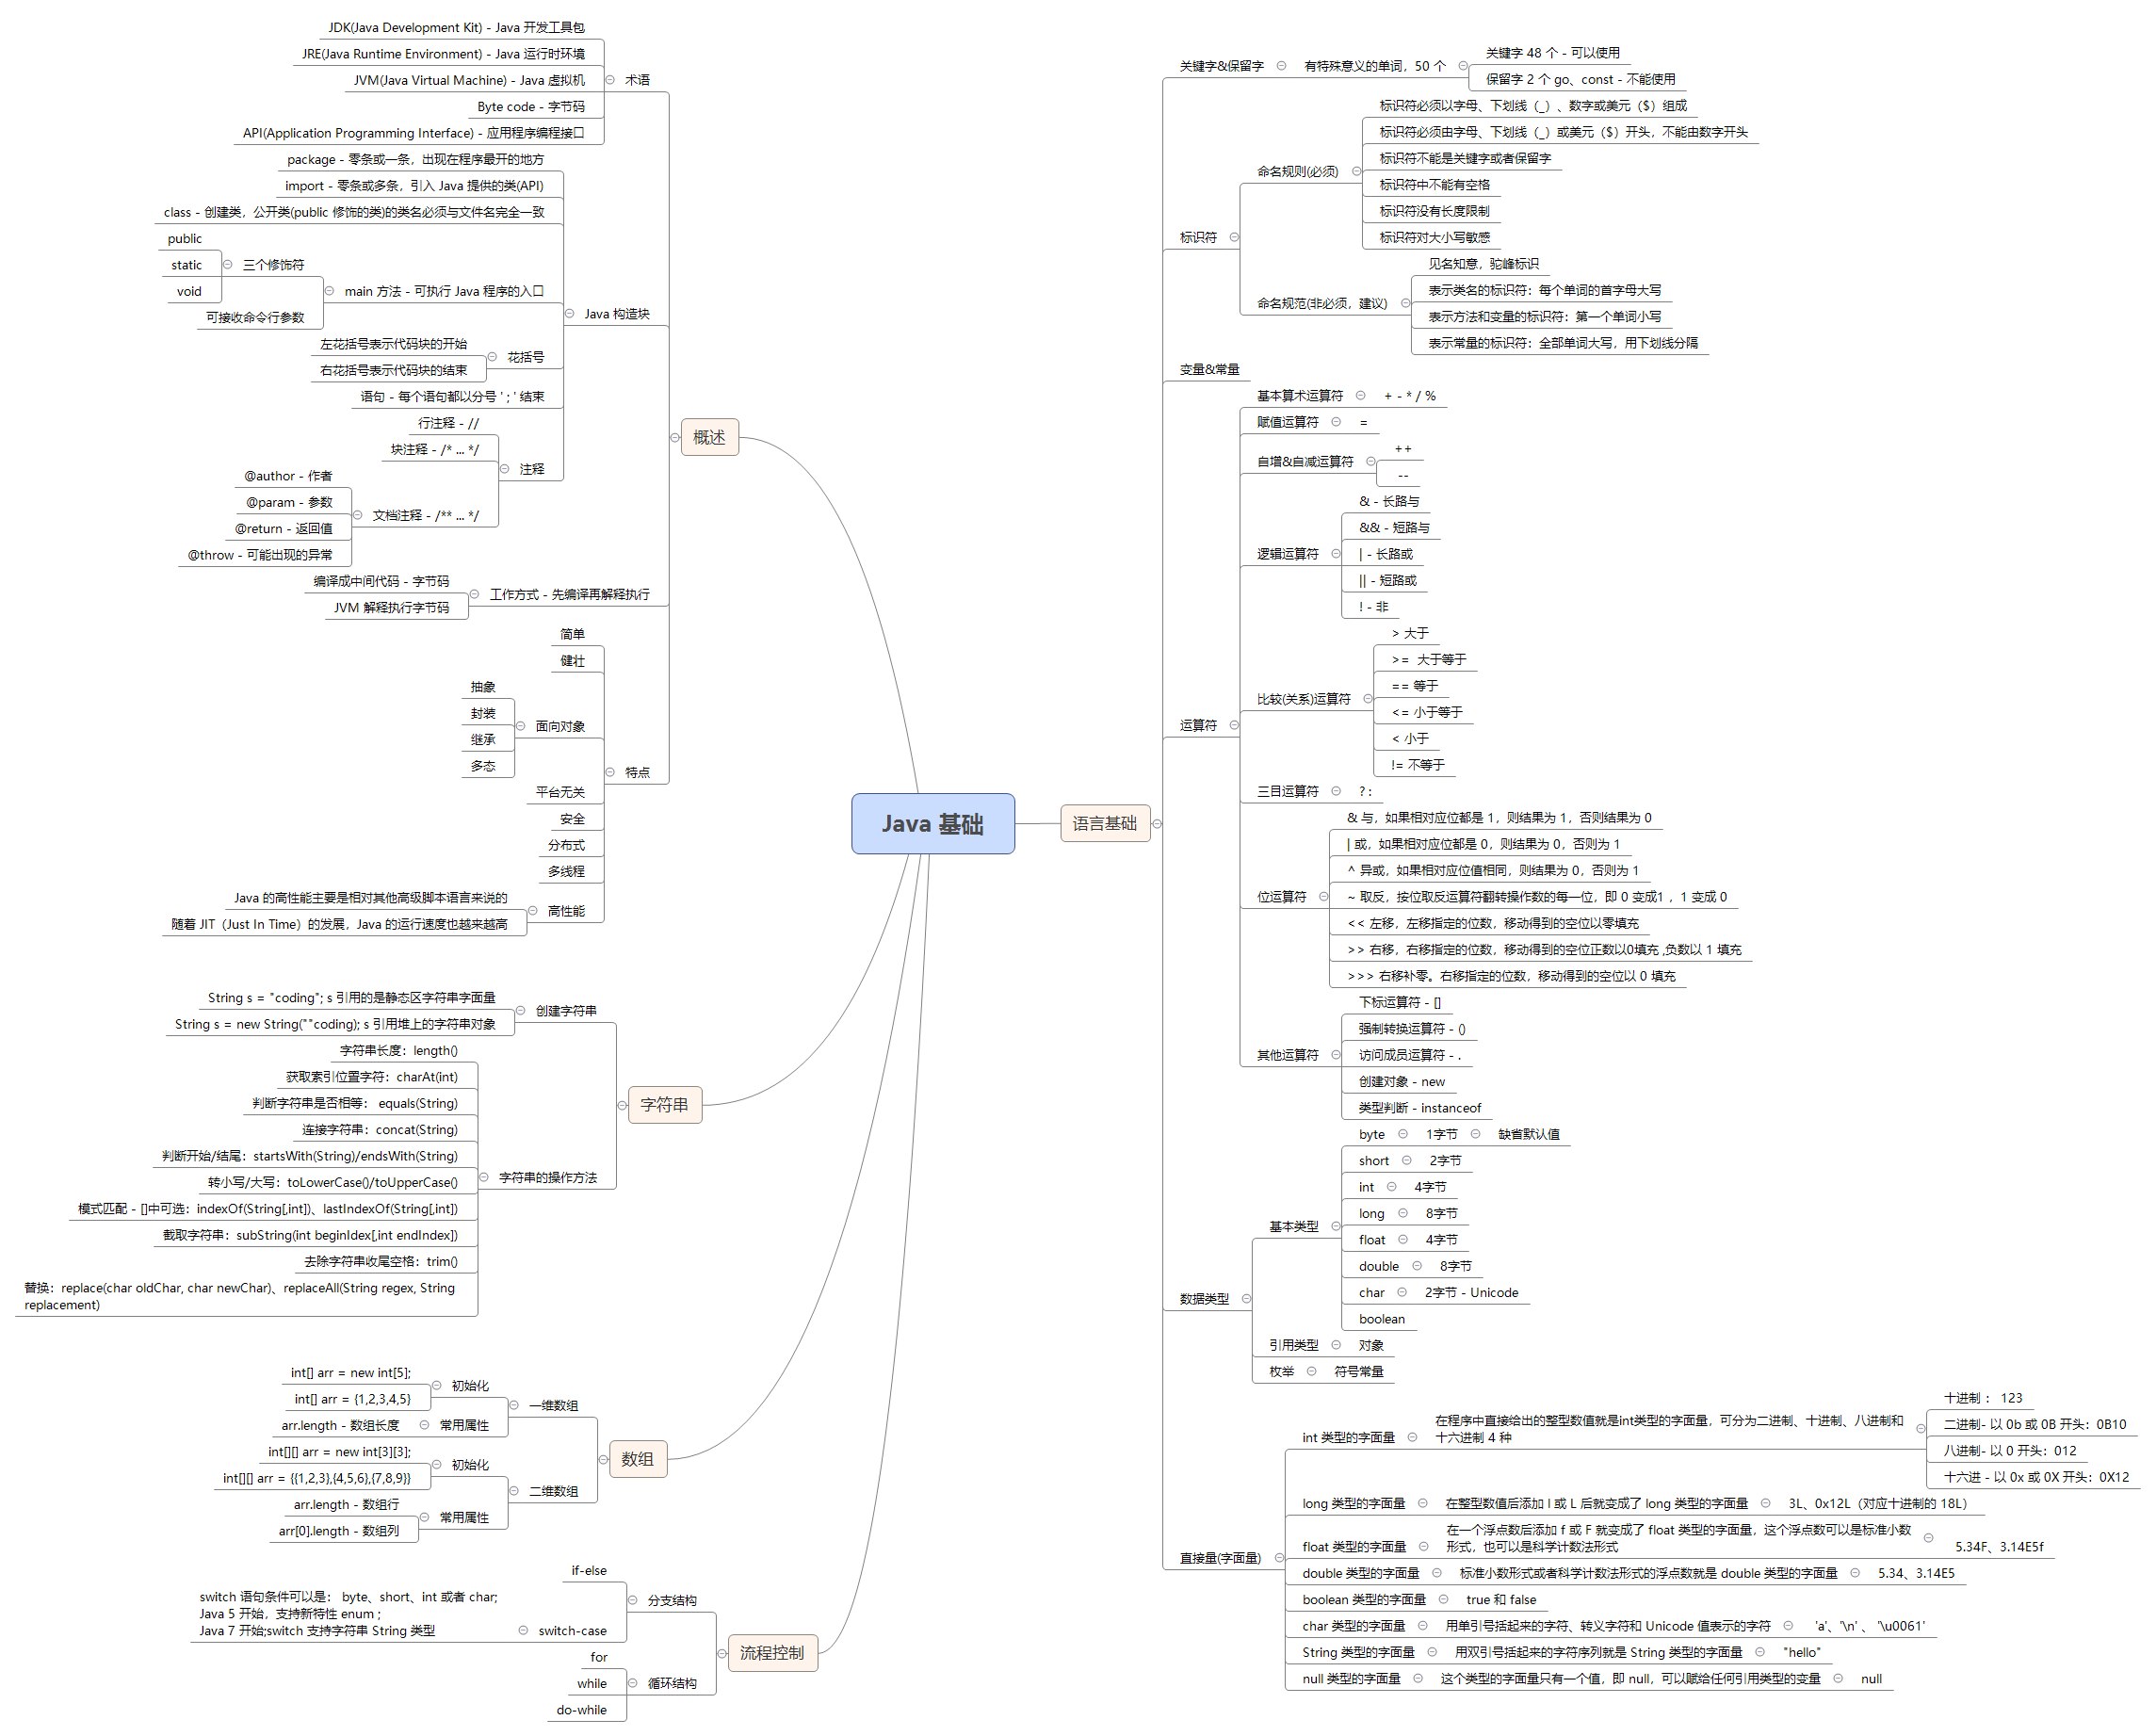 Java 基础
概述
术语
JDK(Java Development Kit) - Java 开发工具包
JRE(Java Runtime Environment) - Java 运行时环境
JVM(Java Virtual Machine) - Java 虚拟机
Byte code - 字节码
API(Application Programming Interface) - 应用程序编程接口
Java 构造块
package - 零条或一条，出现在程序最开的地方
import - 零条或多条，引入 Java 提供的类(API)
class - 创建类，公开类(public 修饰的类)的类名必须与文件名完全一致
main 方法 - 可执行 Java 程序的入口
三个修饰符
public
static
void
可接收命令行参数
花括号
左花括号表示代码块的开始
右花括号表示代码块的结束
语句 - 每个语句都以分号 ' ; ' 结束
注释
行注释 - //
块注释 - /* ... */
文档注释 - /** ... */
@author - 作者
@param - 参数
@return - 返回值
@throw - 可能出现的异常
工作方式 - 先编译再解释执行
编译成中间代码 - 字节码
JVM 解释执行字节码
特点
简单
健壮
面向对象
抽象
封装
继承
多态
平台无关
安全
分布式
多线程
高性能
Java 的高性能主要是相对其他高级脚本语言来说的
随着 JIT（Just In Time）的发展，Java 的运行速度也越来越高
字符串
创建字符串
String s = "coding"; s 引用的是静态区字符串字面量
String s = new String(""coding); s 引用堆上的字符串对象
字符串的操作方法
字符串长度：length()
获取索引位置字符：charAt(int)
判断字符串是否相等： equals(String)
连接字符串：concat(String)
判断开始/结尾：startsWith(String)/endsWith(String)
转小写/大写：toLowerCase()/toUpperCase()
模式匹配 - []中可选：indexOf(String[,int])、lastIndexOf(String[,int])
截取字符串：subString(int beginIdex[,int endIndex])
去除字符串收尾空格：trim()
替换：replace(char oldChar, char newChar)、replaceAll(String regex, String
replacement)
数组
一维数组
初始化
int[] arr = new int[5];
int[] arr = {1,2,3,4,5}
常用属性
arr.length - 数组长度
二维数组
初始化
int[][] arr = new int[3][3];
int[][] arr = {{1,2,3},{4,5,6},{7,8,9}}
常用属性
arr.length - 数组行
arr[0].length - 数组列
流程控制
分支结构
if-else
switch-case
switch 语句条件可以是： byte、short、int 或者 char;
Java 5 开始，支持新特性 enum ;
Java 7 开始;switch 支持字符串 String 类型
循环结构
for
while
do-while
语言基础
关键字&保留字
有特殊意义的单词，50 个
关键字 48 个 - 可以使用
保留字 2 个 go、const - 不能使用
标识符
命名规则(必须)
标识符必须以字母、下划线（_）、数字或美元（$）组成
标识符必须由字母、下划线（_）或美元（$）开头，不能由数字开头
标识符不能是关键字或者保留字
标识符中不能有空格
标识符没有长度限制
标识符对大小写敏感
命名规范(非必须，建议)
见名知意，驼峰标识
表示类名的标识符：每个单词的首字母大写
表示方法和变量的标识符：第一个单词小写
表示常量的标识符：全部单词大写，用下划线分隔
变量&常量
运算符
基本算术运算符
+ - * / %
赋值运算符
=
自增&自减运算符
++
--
逻辑运算符
& - 长路与
&& - 短路与
| - 长路或
|| - 短路或
! - 非
比较(关系)运算符
> 大于
>= 大于等于
== 等于
<= 小于等于
< 小于
!= 不等于
三目运算符
? :
位运算符
& 与，如果相对应位都是 1，则结果为 1，否则结果为 0
| 或，如果相对应位都是 0，则结果为 0，否则为 1
^ 异或，如果相对应位值相同，则结果为 0，否则为 1
~ 取反，按位取反运算符翻转操作数的每一位，即 0 变成1 ，1 变成 0
<< 左移，左移指定的位数，移动得到的空位以零填充
>> 右移，右移指定的位数，移动得到的空位正数以0填充 ,负数以 1 填充
>>> 右移补零。右移指定的位数，移动得到的空位以 0 填充
其他运算符
下标运算符 - []
强制转换运算符 - ()
访问成员运算符 - .
创建对象 - new
类型判断 - instanceof
数据类型
基本类型
byte
1字节
缺省默认值
short
2字节
int
4字节
long
8字节
float
4字节
double
8字节
char
2字节 - Unicode
boolean
引用类型
对象
枚举
符号常量
直接量(字面量)
int 类型的字面量
在程序中直接给出的整型数值就是int类型的字面量，可分为二进制、十进制、八进制和
十六进制 4 种
十进制 ： 123
二进制- 以 0b 或 0B 开头：0B10
八进制- 以 0 开头：012
十六进 - 以 0x 或 0X 开头：0X12
long 类型的字面量
在整型数值后添加 l 或 L 后就变成了 long 类型的字面量
3L、0x12L（对应十进制的 18L）
float 类型的字面量
在一个浮点数后添加 f 或 F 就变成了 float 类型的字面量，这个浮点数可以是标准小数
形式，也可以是科学计数法形式
5.34F、3.14E5f
double 类型的字面量
标准小数形式或者科学计数法形式的浮点数就是 double 类型的字面量
5.34、3.14E5
boolean 类型的字面量
true 和 false
char 类型的字面量
用单引号括起来的字符、转义字符和 Unicode 值表示的字符
'a'、'\n' 、 '\u0061'
String 类型的字面量
用双引号括起来的字符序列就是 String 类型的字面量
"hello"
null 类型的字面量
这个类型的字面量只有一个值，即 null，可以赋给任何引用类型的变量
null